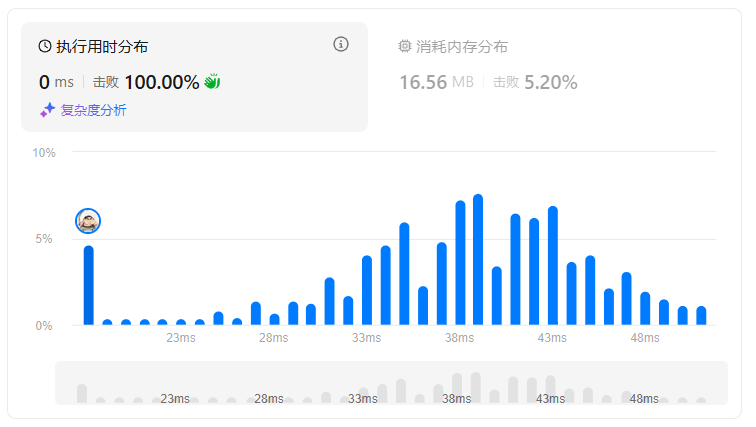 执行用时分布
0 ms 击败 100.00%
复杂度分析
消耗内存分布
16.56 MB 击败 5.20%
10%
5%
0%
23ms 28ms 33ms 38ms 43ms 48ms
23ms 28ms 33ms 38ms 43ms 48ms